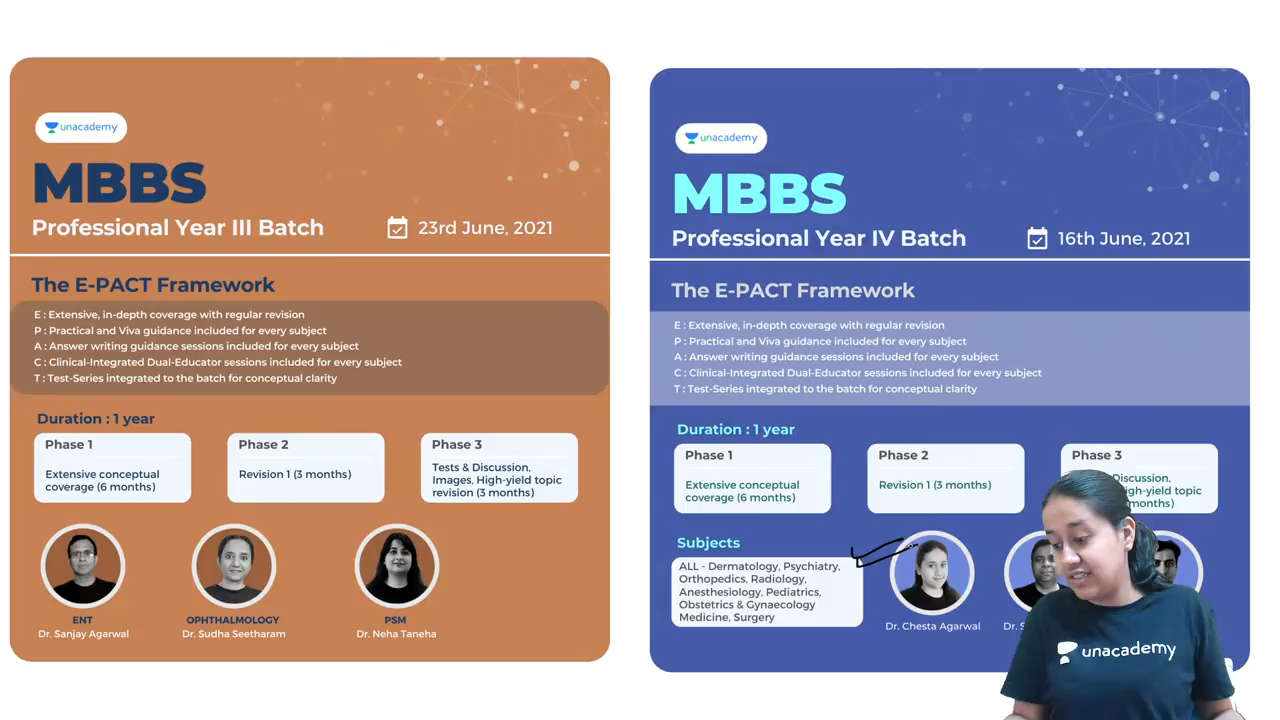 unacademy
MBBS
Professional Year III Batch
23rd June, 2021
The E-PACT Framework
E : Extensive, in-depth coverage with regular revision
P : Practical and Viva guidance included for every subject
A : Answer writing guidance sessions included for every subject
C : Clinical-Integrated Dual-Educator sessions included for every subject
T : Test-Series integrated to the batch for conceptual clarity
Duration : 1 year
Phase 1
Extensive conceptual
coverage (6 months)
Phase 2
Revision 1 (3 months)
Phase 3
Tests & Discussion,
Images, High-yield topic
revision (3 months)
ENT
Dr. Sanjay Agarwal
OPHTHALMOLOGY
Dr. Sudha Seetharam
PSM
Dr. Neha Taneha
unacademy
MBBS
Professional Year IV Batch
16th June, 2021
The E-PACT Framework
E : Extensive, in-depth coverage with regular revision
P : Practical and Viva guidance included for every subject
A : Answer writing guidance sessions included for every subject
C : Clinical-Integrated Dual-Educator sessions included for every subject
T : Test-Series integrated to the batch for conceptual clarity
Duration : 1 year
Phase 1
Extensive conceptual
coverage (6 months)
Phase 2
Revision 1 (3 months)
Phase 3
Discussion,
topic
months)
Subjects
ALL - Dermatology, Psychiatry,
Orthopedics, Radiology,
Anesthesiology, Pediatrics,
Obstetrics & Gynaecology
Medicine, Surgery
Dr. Chesta Agarwal
Dr.
unacademy